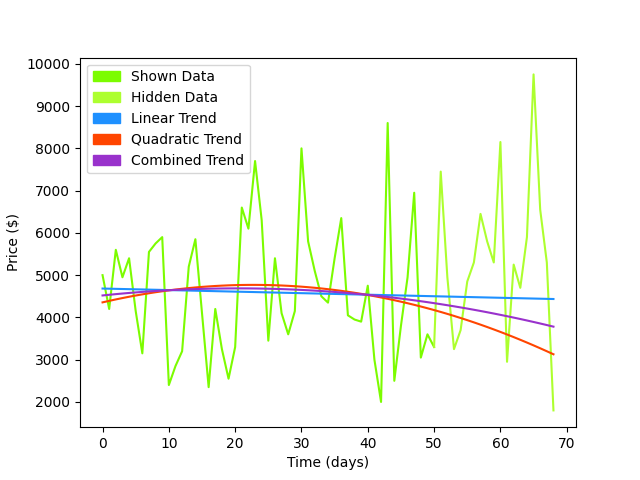 10000
9000
8000
7000
6000
5000
4000
3000
2000
Price ($)
Shown Data
Hidden Data
Linear Trend
Quadratic Trend
Combined Trend
0 10 20 30 40 50 60 70
Time (days)